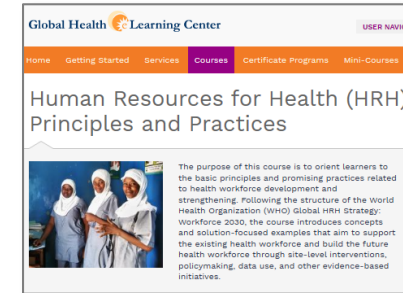 Global Health Learning Center
USER NAVI
Home Getting Started Services Courses Certificate Programs Mini-Courses
Human Resources for Health (HRH)
Principles and Practices
The purpose of this course is to orient learners to
the basic principles and promising practices related
to health workforce development and
strengthening. Following the structure of the World
Health Organization (WHO) Global HRH Strategy:
Workforce 2030, the course introduces concepts
and solution-focused examples that aim to support
the existing health workforce and build the future
health workforce through site-level interventions,
policymaking, data use, and other evidence-based
initiatives.